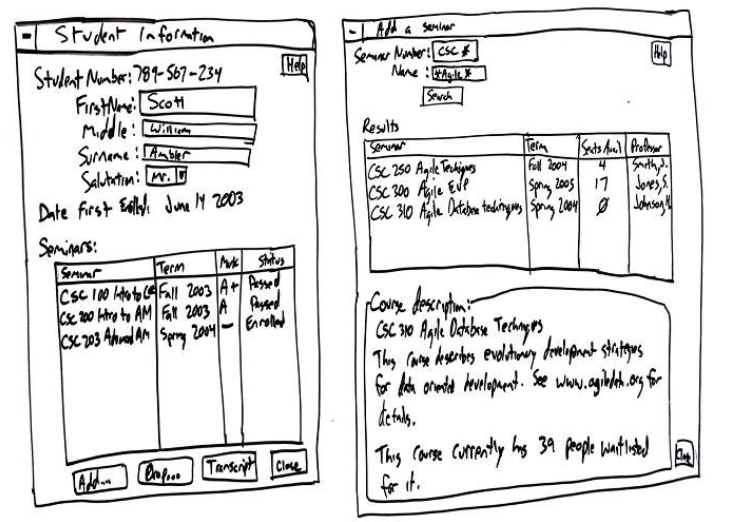 Student Information
Help
Student Number: 789-567-234
First Name: Scott
Middle: William
Surname: Ambler
Salutation: Mr.
Date First June 14 2003
Seminars:
Seminar Term Mark Status
CSC 100 Intro to Fall 2003 A+ Passed
CSC 200 Intro to AM Fall 2003 A Passed
CSC 203 AM Spring 2004 — Enrolled
Add... Drop... Transcript Close
Add a seminar
Help
Seminar Number: CSC #
Name: *Agile*
Search
Results
Seminar Term Seats Avail Professor
CSC 250 Agile Techniques Fall 2004 4 Smith, J.
CSC 300 Agile Spring 2005 17 Jones, S.
CSC 310 Agile Database techniques Spring 2004 Ø Johnson,
Course description:
CSC 310 Agile Database Techniques
This course describes evolutionary development strategies
for data oriented development. See www.agiledata.org for
details.
This course currently has 39 people waitlisted
for it.
Close